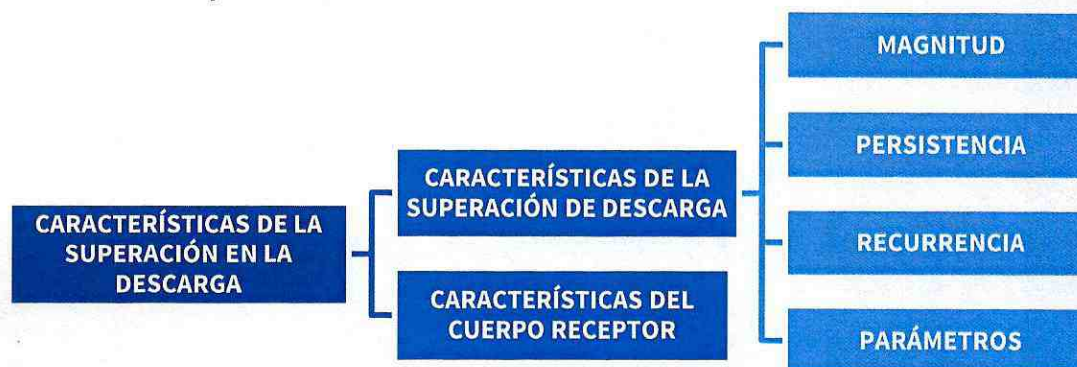 CARACTERÍSTICAS DE LA
SUPERACIÓN EN LA
DESCARGA
CARACTERÍSTICAS DE LA
SUPERACIÓN DE DESCARGA
CARACTERÍSTICAS DEL
CUERPO RECEPTOR
MAGNITUD
PERSISTENCIA
RECURRENCIA
PARÁMETROS